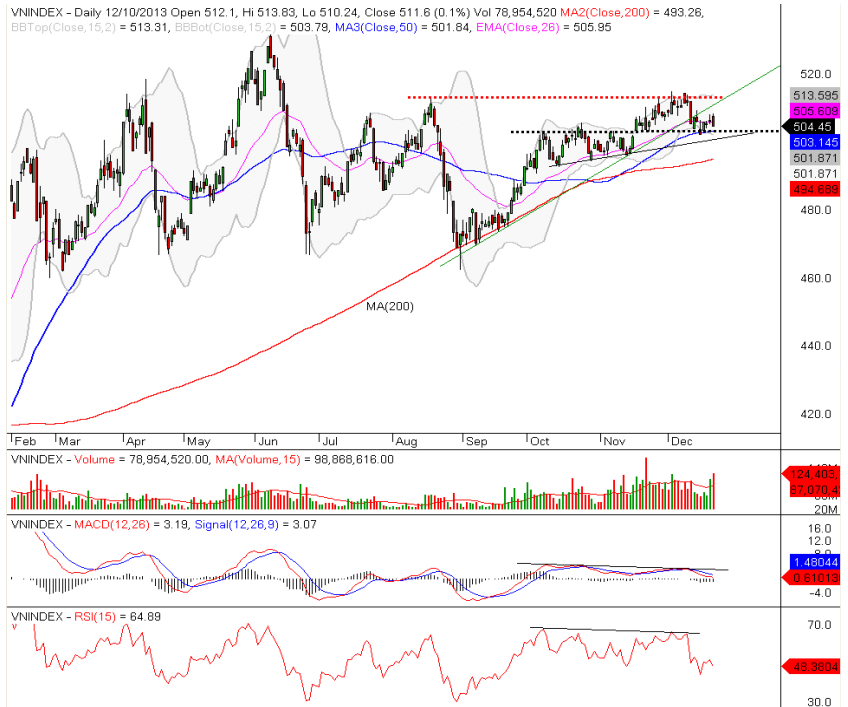 VNINDEX - Daily 12/10/2013 Open 512.1, Hi 513.83, Lo 510.24, Close 511.6 (0.1%) Vol 78,954,520 MA2(Close,200) = 493.26,
BBTop(Close,15,2) = 513.31, BBBot(Close,15,2) = 503.79, MA3(Close,50) = 501.84, EMA(Close,26) = 505.95
520.0
513.595
505.609
504.45
503.145
501.871
501.871
494.689
480.0
460.0
440.0
420.0
MA(200)
Feb Mar Apr May Jun Jul Aug Sep Oct Nov Dec
VNINDEX - Volume = 78,954,520.00, MA(Volume,15) = 98,868,616.00
124,403,
97,070,4
20M
VNINDEX - MACD(12,26) = 3.19, Signal(12,26,9) = 3.07
16.0
12.0
1.48044
-4.0
VNINDEX - RSI(15) = 64.89
70.0
48.3804
30.0